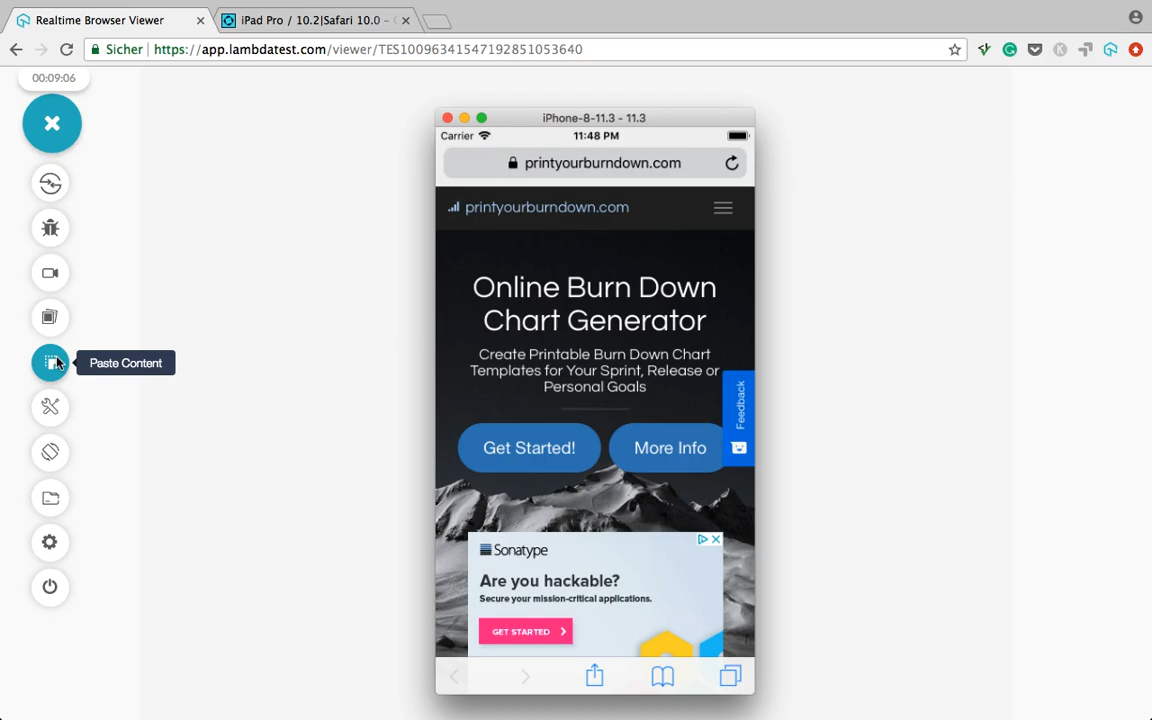 Realtime Browser Viewer
iPad Pro / 10.2|Safari 10.0 -
Sicher
https://app.lambdatest.com/viewer/TES10096341547192851053640
00:09:06
iPhone-8-11.3 - 11.3
Carrier
11:48 PM
printyourburndown.com
printyourburndown.com
Online Burn Down
Chart Generator
Create Printable Burn Down Chart
Templates for Your Sprint, Release or
Personal Goals
Paste Content
Feedback
Get Started!
More Info
Sonatype
Are you hackable?
Secure your mission-critical applications.
GET STARTED